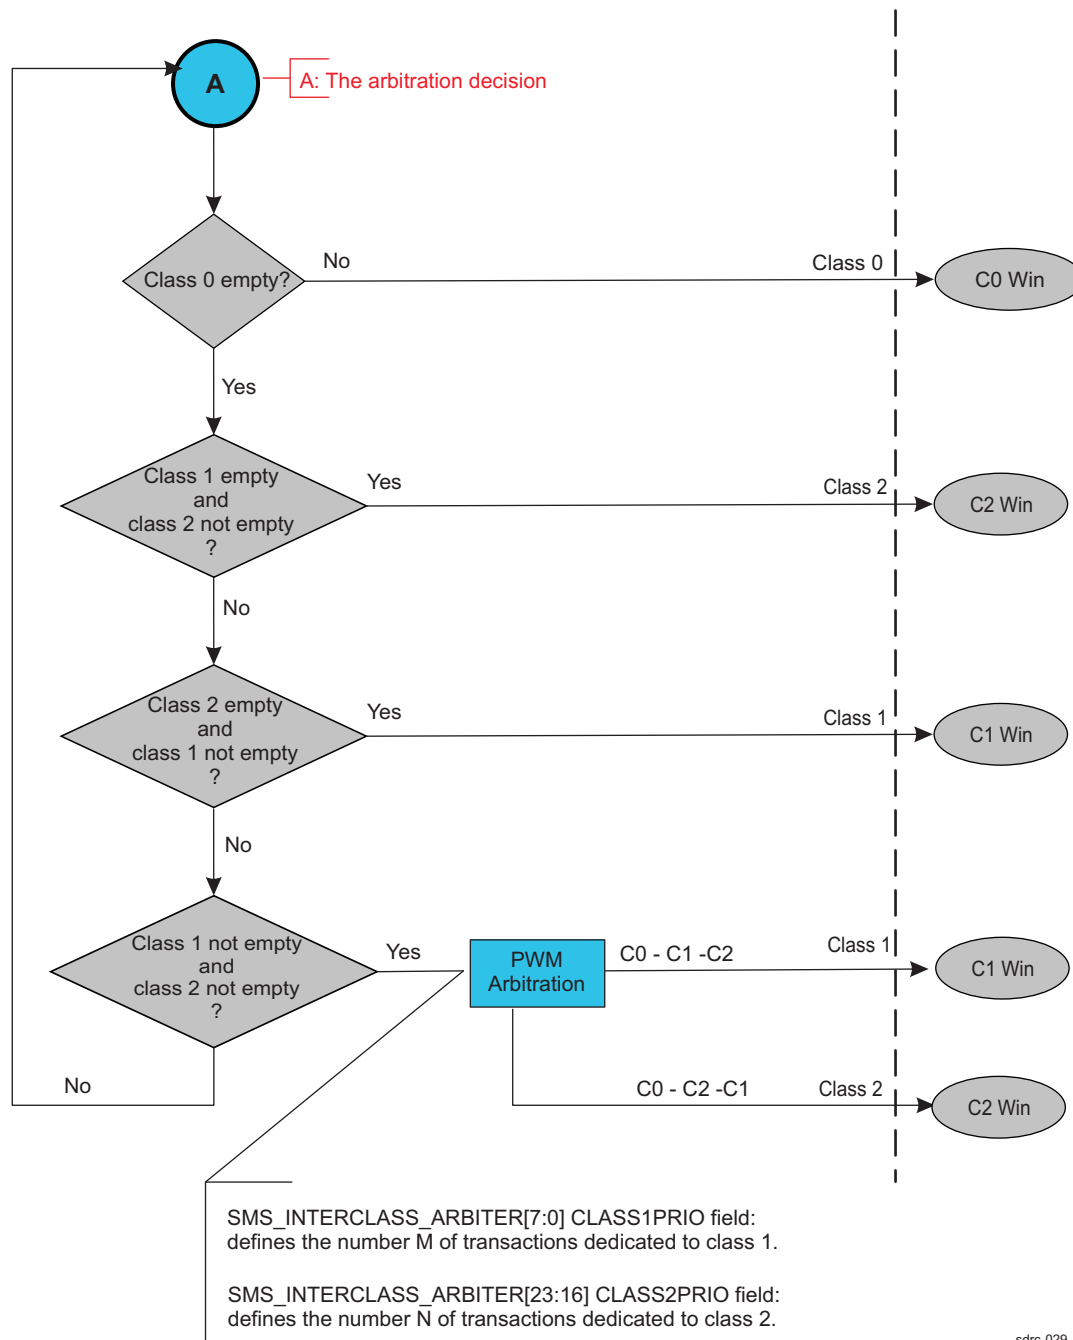 A
A: The arbitration decision
Class 0 empty?
No
Class 0
C0 Win
Yes
Class 1 empty
and
class 2 not empty
?
Yes
Class 2
C2 Win
No
Class 2 empty
and
class 1 not empty
?
Yes
Class 1
C1 Win
No
Class 1 not empty
and
class 2 not empty
?
Yes
PWM
Arbitration
C0 - C1 -C2
Class 1
C1 Win
No
C0 - C2 -C1
Class 2
C2 Win
SMS_INTERCLASS_ARBITER[7:0] CLASS1PRIO field:
defines the number M of transactions dedicated to class 1.
SMS_INTERCLASS_ARBITER[23:16] CLASS2PRIO field:
defines the number N of transactions dedicated to class 2.
sdrc-029